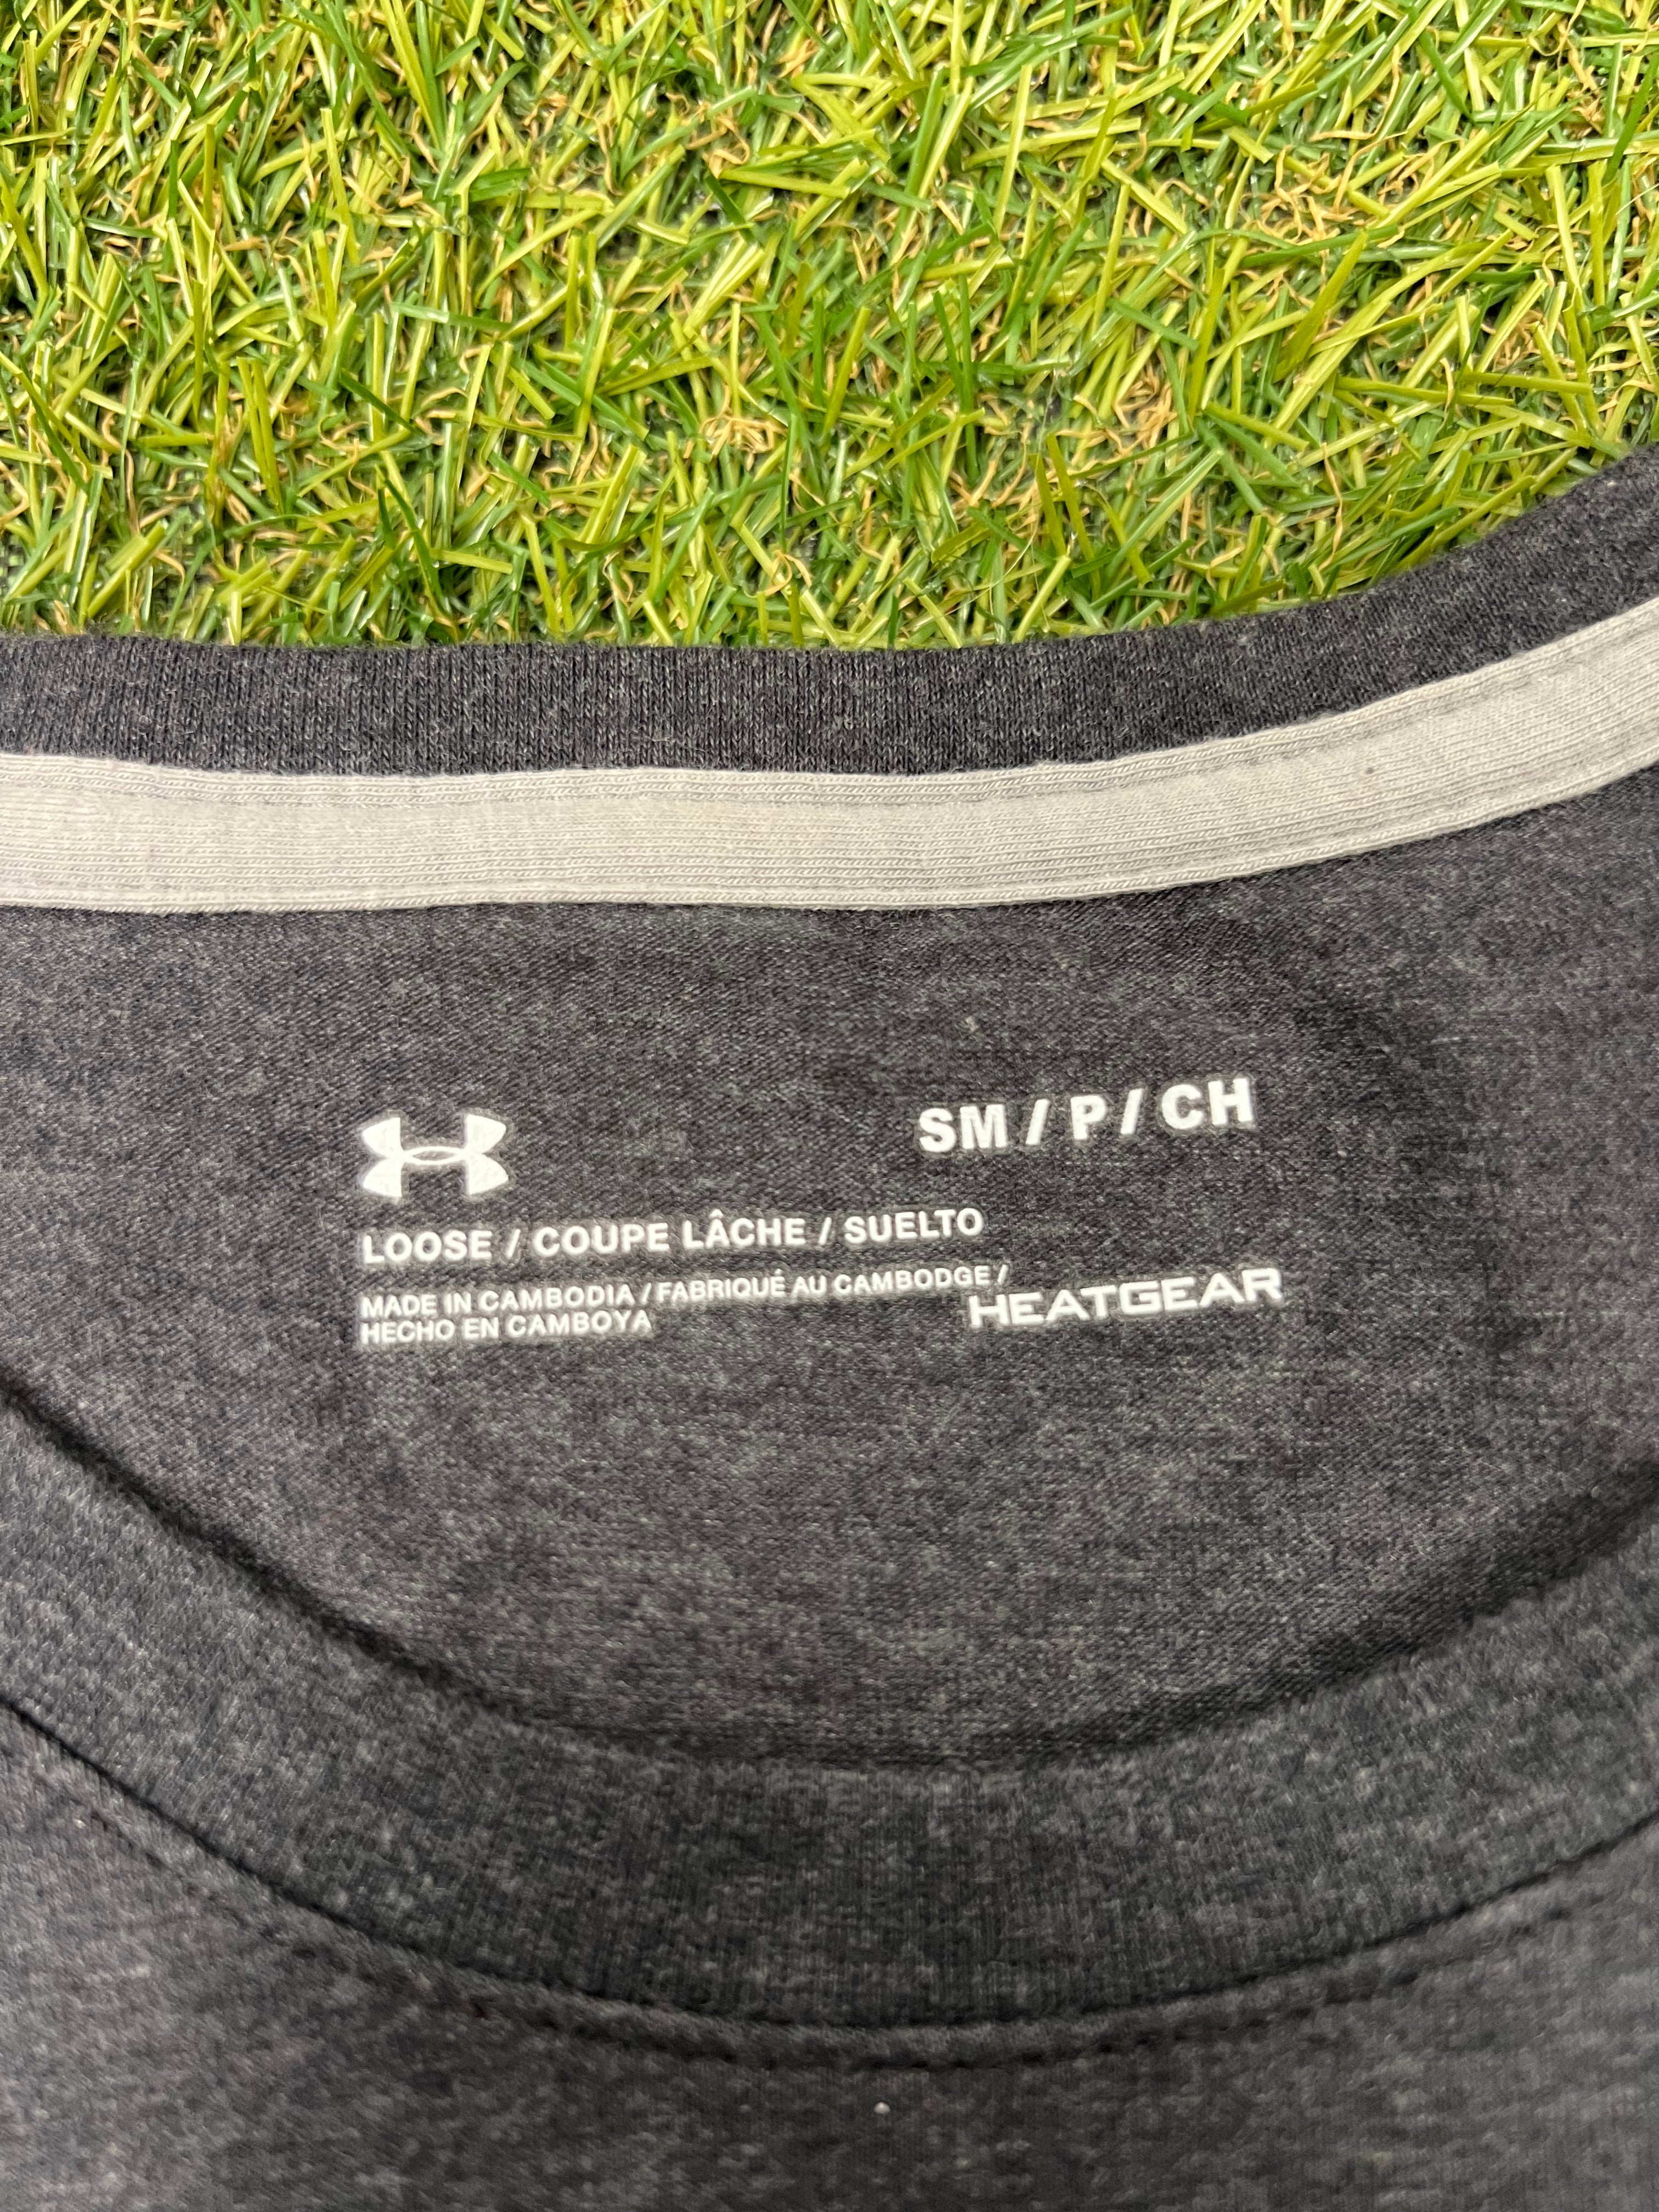 SM / P / CH
LOOSE / COUPE LÂCHE / SUELTO
MADE IN CAMBODIA / FABRIQUÉ AU CAMBODGE /
HECHO EN CAMBOYA
HEATGEAR